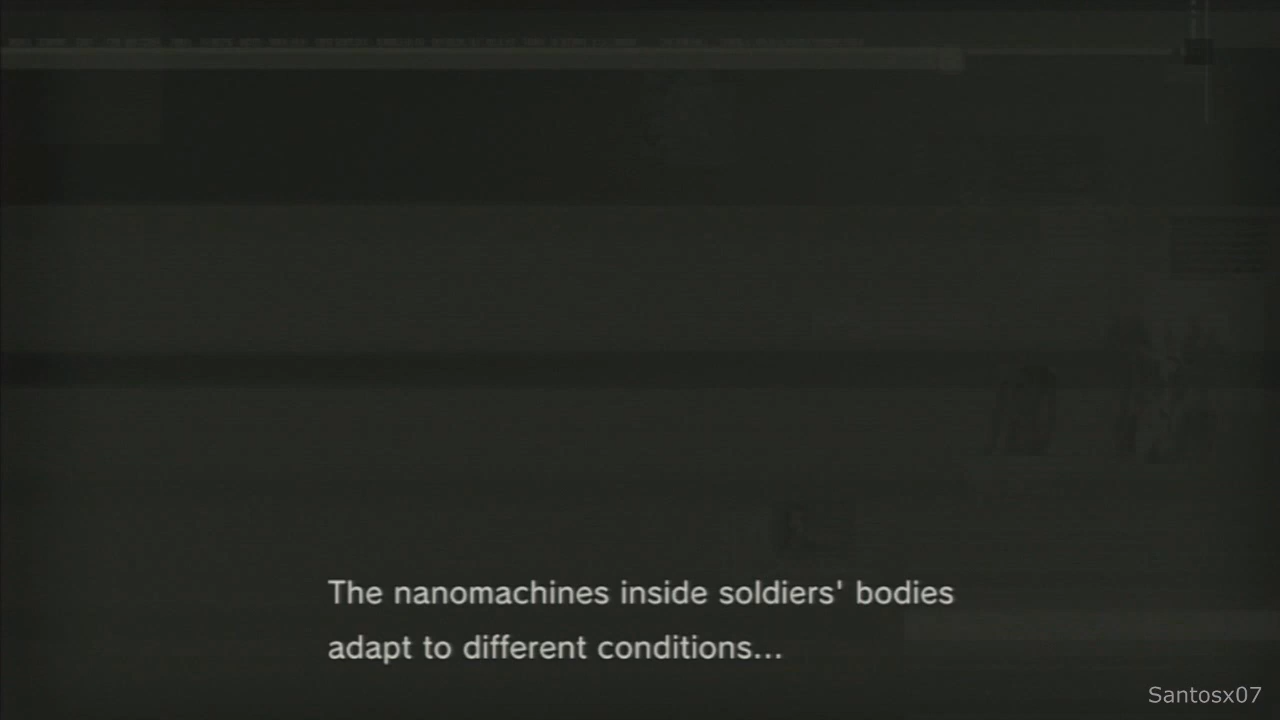 The nanomachines inside soldiers' bodies
adapt to different conditions...
Santosx07